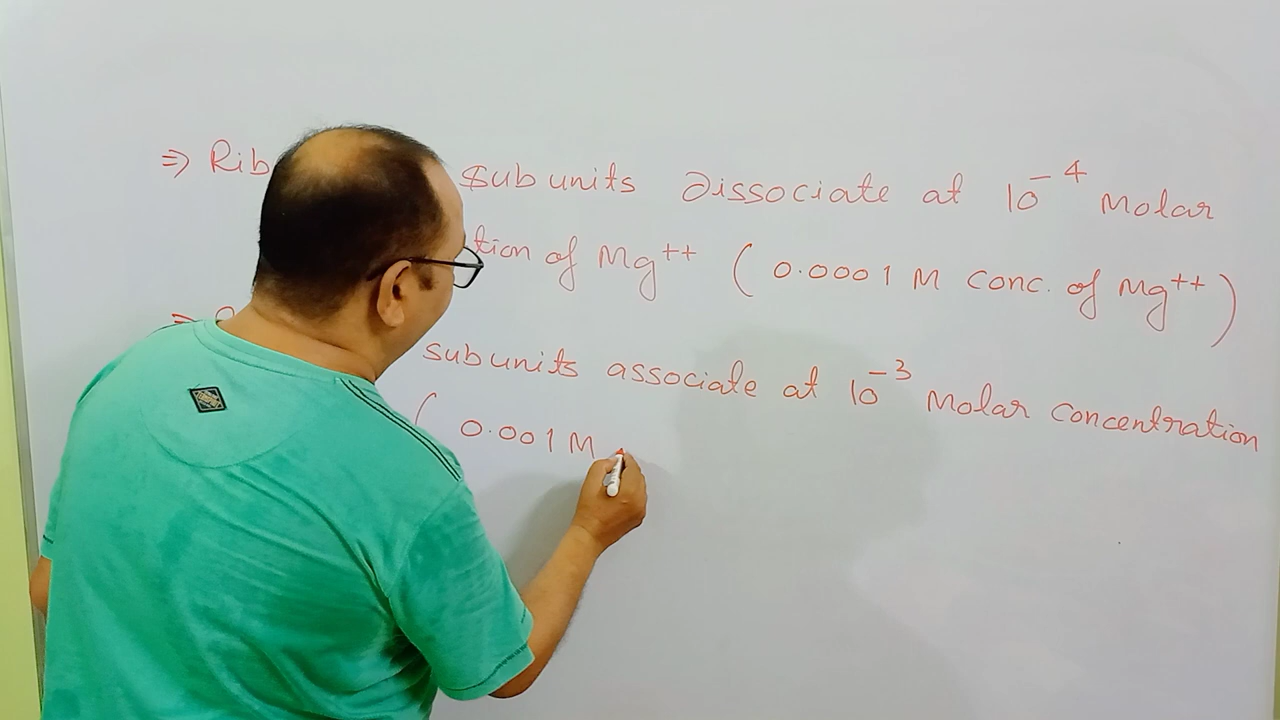 ⇒ Rib subunits Dissociate at 10⁻⁴ Molar
tion of Mg⁺⁺ ( 0.0001 M conc. of Mg⁺⁺ )
⇒ subunits associate at 10⁻³ Molar concentration
( 0.001 M